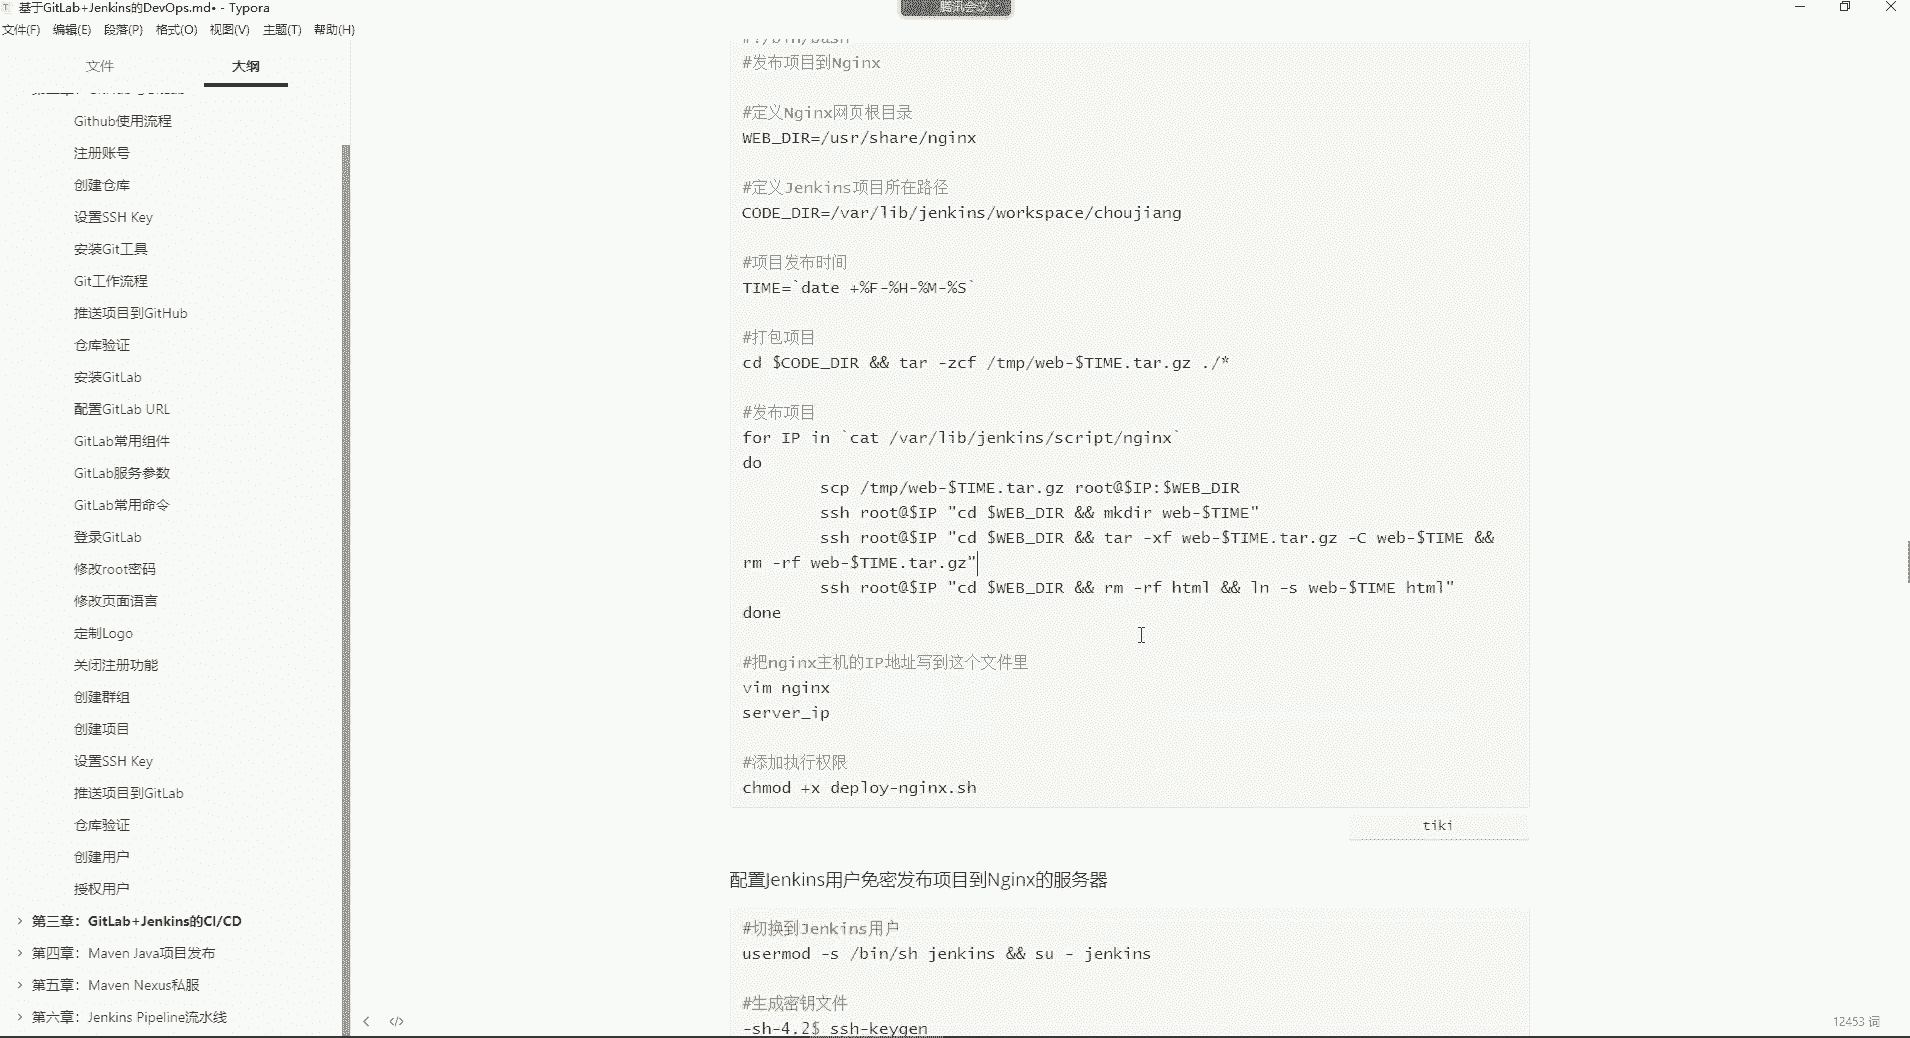 基于GitLab+Jenkins的DevOps.md• - Typora
腾讯会议
文件(F) 编辑(E) 段落(P) 格式(O) 视图(V) 主题(T) 帮助(H)
文件 大纲
Github使用流程
注册账号
创建仓库
设置SSH Key
安装Git工具
Git工作流程
推送项目到GitHub
仓库验证
安装GitLab
配置GitLab URL
GitLab常用组件
GitLab服务参数
GitLab常用命令
登录GitLab
修改root密码
修改页面语言
定制Logo
关闭注册功能
创建群组
创建项目
设置SSH Key
推送项目到GitLab
仓库验证
创建用户
授权用户
第三章：GitLab+Jenkins的CI/CD
第四章：Maven Java项目发布
第五章：Maven Nexus私服
第六章：Jenkins Pipeline流水线
#!/bin/bash
#发布项目到Nginx
#定义Nginx网页根目录
WEB_DIR=/usr/share/nginx
#定义Jenkins项目所在路径
CODE_DIR=/var/lib/jenkins/workspace/choujiang
#项目发布时间
TIME=`date +%F-%H-%M-%S`
#打包项目
cd $CODE_DIR && tar -zcf /tmp/web-$TIME.tar.gz ./*
#发布项目
for IP in `cat /var/lib/jenkins/script/nginx`
do
scp /tmp/web-$TIME.tar.gz root@$IP:$WEB_DIR
ssh root@$IP "cd $WEB_DIR && mkdir web-$TIME"
ssh root@$IP "cd $WEB_DIR && tar -xf web-$TIME.tar.gz -C web-$TIME &&
rm -rf web-$TIME.tar.gz"
ssh root@$IP "cd $WEB_DIR && rm -rf html && ln -s web-$TIME html"
done
#把nginx主机的IP地址写到这个文件里
vim nginx
server_ip
#添加执行权限
chmod +x deploy-nginx.sh
tiki
配置Jenkins用户免密发布项目到Nginx的服务器
#切换到Jenkins用户
usermod -s /bin/sh jenkins && su - jenkins
#生成密钥文件
-sh-4.2$ ssh-keygen
12453 词